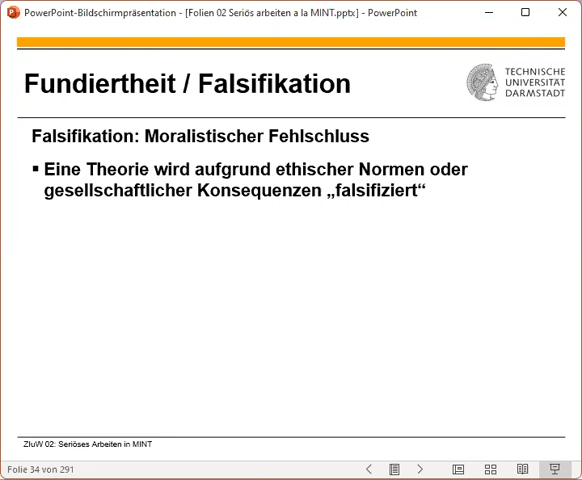 PowerPoint-Bildschirmpräsentation - [Folien 02 Seriös arbeiten a la MINT.pptx] - PowerPoint
Fundiertheit / Falsifikation
TECHNISCHE
UNIVERSITÄT
DARMSTADT
Falsifikation: Moralistischer Fehlschluss
▪ Eine Theorie wird aufgrund ethischer Normen oder
gesellschaftlicher Konsequenzen „falsifiziert“
ZIuW 02: Seriöses Arbeiten in MINT
Folie 34 von 291